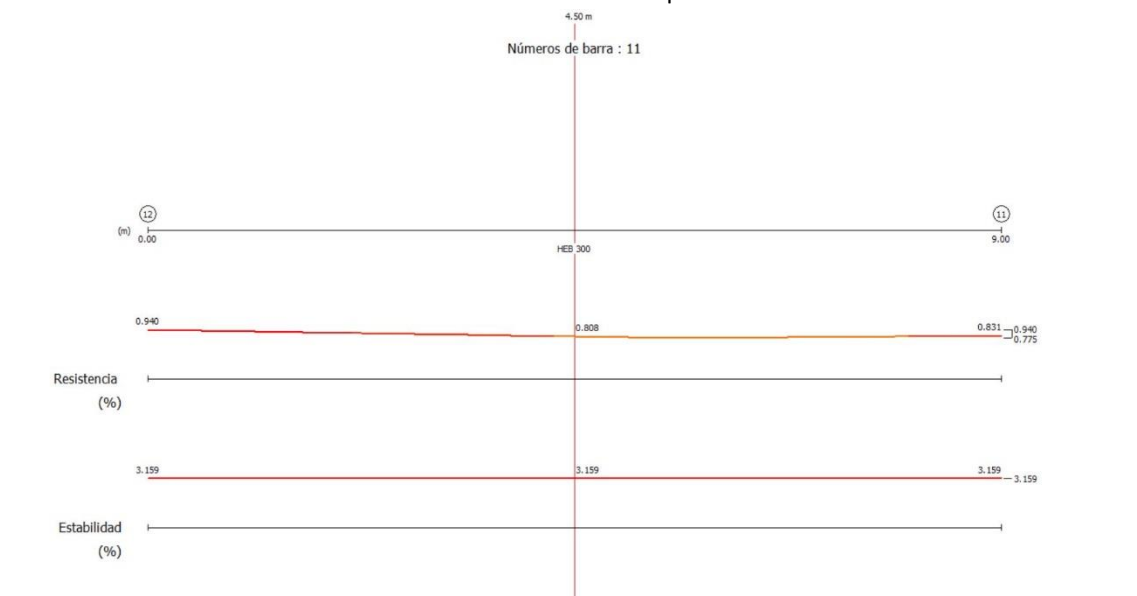 4.50 m
Números de barra : 11
12 11
(m)
0.00 9.00
HEB 300
0.940 0.808 0.831 0.940
0.775
Resistencia
(%)
3.159 3.159 3.159 3.159
Estabilidad
(%)